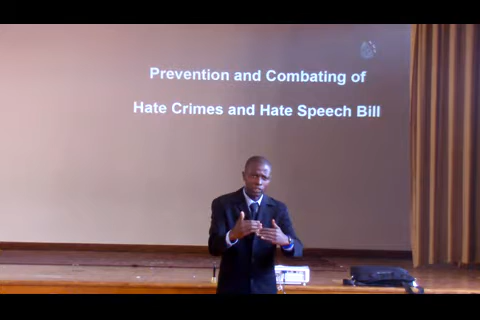 Prevention and Combating of
Hate Crimes and Hate Speech Bill